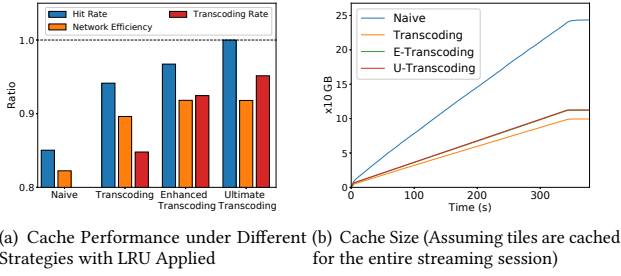 Hit Rate
Network Efficiency
Transcoding Rate
1.0
0.9
0.8
Ratio
Naive
Transcoding
Enhanced
Transcoding
Ultimate
Transcoding
(a) Cache Performance under Different
Strategies with LRU Applied
Naive
Transcoding
E-Transcoding
U-Transcoding
25
20
15
10
5
0
x10 GB
0
100
200
300
Time (s)
(b) Cache Size (Assuming tiles are cached
for the entire streaming session)